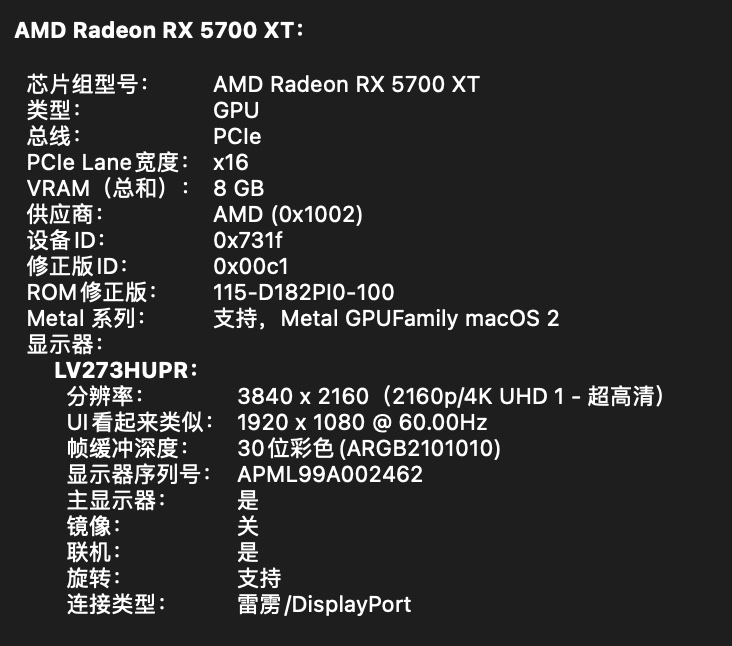 AMD Radeon RX 5700 XT：
芯片组型号： AMD Radeon RX 5700 XT
类型： GPU
总线： PCIe
PCIe Lane宽度： x16
VRAM（总和）： 8 GB
供应商： AMD (0x1002)
设备ID： 0x731f
修正版ID： 0x00c1
ROM修正版： 115-D182PI0-100
Metal 系列： 支持，Metal GPUFamily macOS 2
显示器：
LV273HUPR：
分辨率： 3840 x 2160（2160p/4K UHD 1 - 超高清）
UI看起来类似： 1920 x 1080 @ 60.00Hz
帧缓冲深度： 30位彩色 (ARGB2101010)
显示器序列号： APML99A002462
主显示器： 是
镜像： 关
联机： 是
旋转： 支持
连接类型： 雷雳/DisplayPort